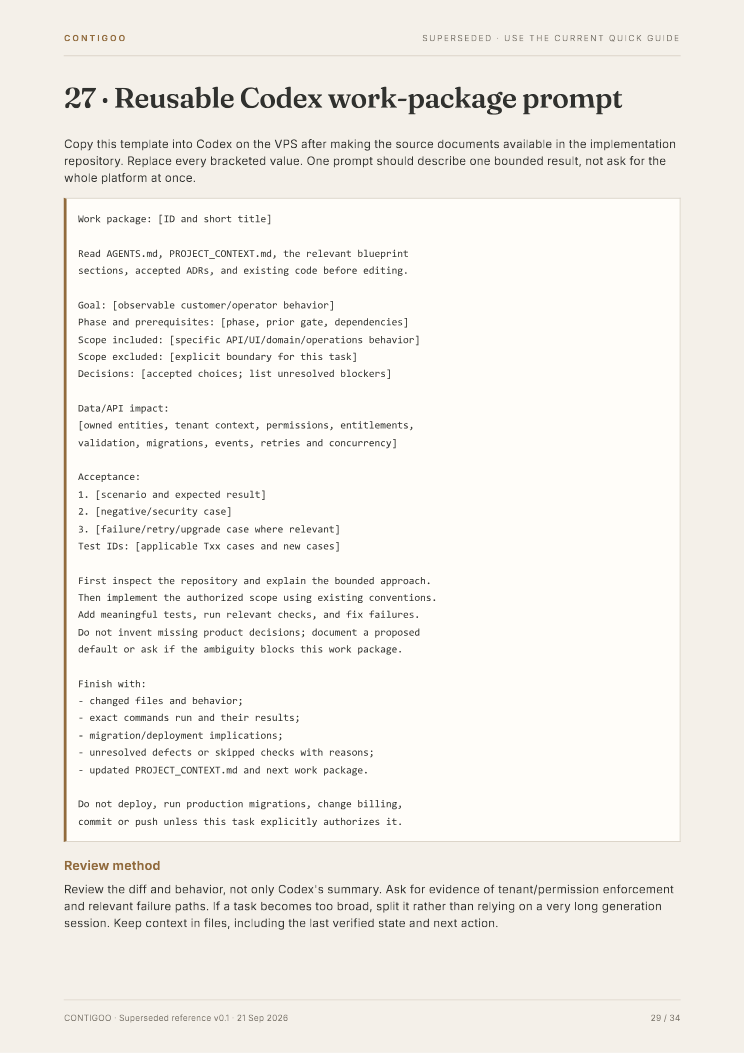 CONTIGOO
SUPERSEDED · USE THE CURRENT QUICK GUIDE
27 · Reusable Codex work-package prompt
Copy this template into Codex on the VPS after making the source documents available in the implementation
repository. Replace every bracketed value. One prompt should describe one bounded result, not ask for the
whole platform at once.
Work package: [ID and short title]
Read AGENTS.md, PROJECT_CONTEXT.md, the relevant blueprint
sections, accepted ADRs, and existing code before editing.
Goal: [observable customer/operator behavior]
Phase and prerequisites: [phase, prior gate, dependencies]
Scope included: [specific API/UI/domain/operations behavior]
Scope excluded: [explicit boundary for this task]
Decisions: [accepted choices; list unresolved blockers]
Data/API impact:
[owned entities, tenant context, permissions, entitlements,
validation, migrations, events, retries and concurrency]
Acceptance:
1. [scenario and expected result]
2. [negative/security case]
3. [failure/retry/upgrade case where relevant]
Test IDs: [applicable Txx cases and new cases]
First inspect the repository and explain the bounded approach.
Then implement the authorized scope using existing conventions.
Add meaningful tests, run relevant checks, and fix failures.
Do not invent missing product decisions; document a proposed
default or ask if the ambiguity blocks this work package.
Finish with:
- changed files and behavior;
- exact commands run and their results;
- migration/deployment implications;
- unresolved defects or skipped checks with reasons;
- updated PROJECT_CONTEXT.md and next work package.
Do not deploy, run production migrations, change billing,
commit or push unless this task explicitly authorizes it.
Review method
Review the diff and behavior, not only Codex's summary. Ask for evidence of tenant/permission enforcement
and relevant failure paths. If a task becomes too broad, split it rather than relying on a very long generation
session. Keep context in files, including the last verified state and next action.
CONTIGOO · Superseded reference v0.1 · 21 Sep 2026
29 / 34